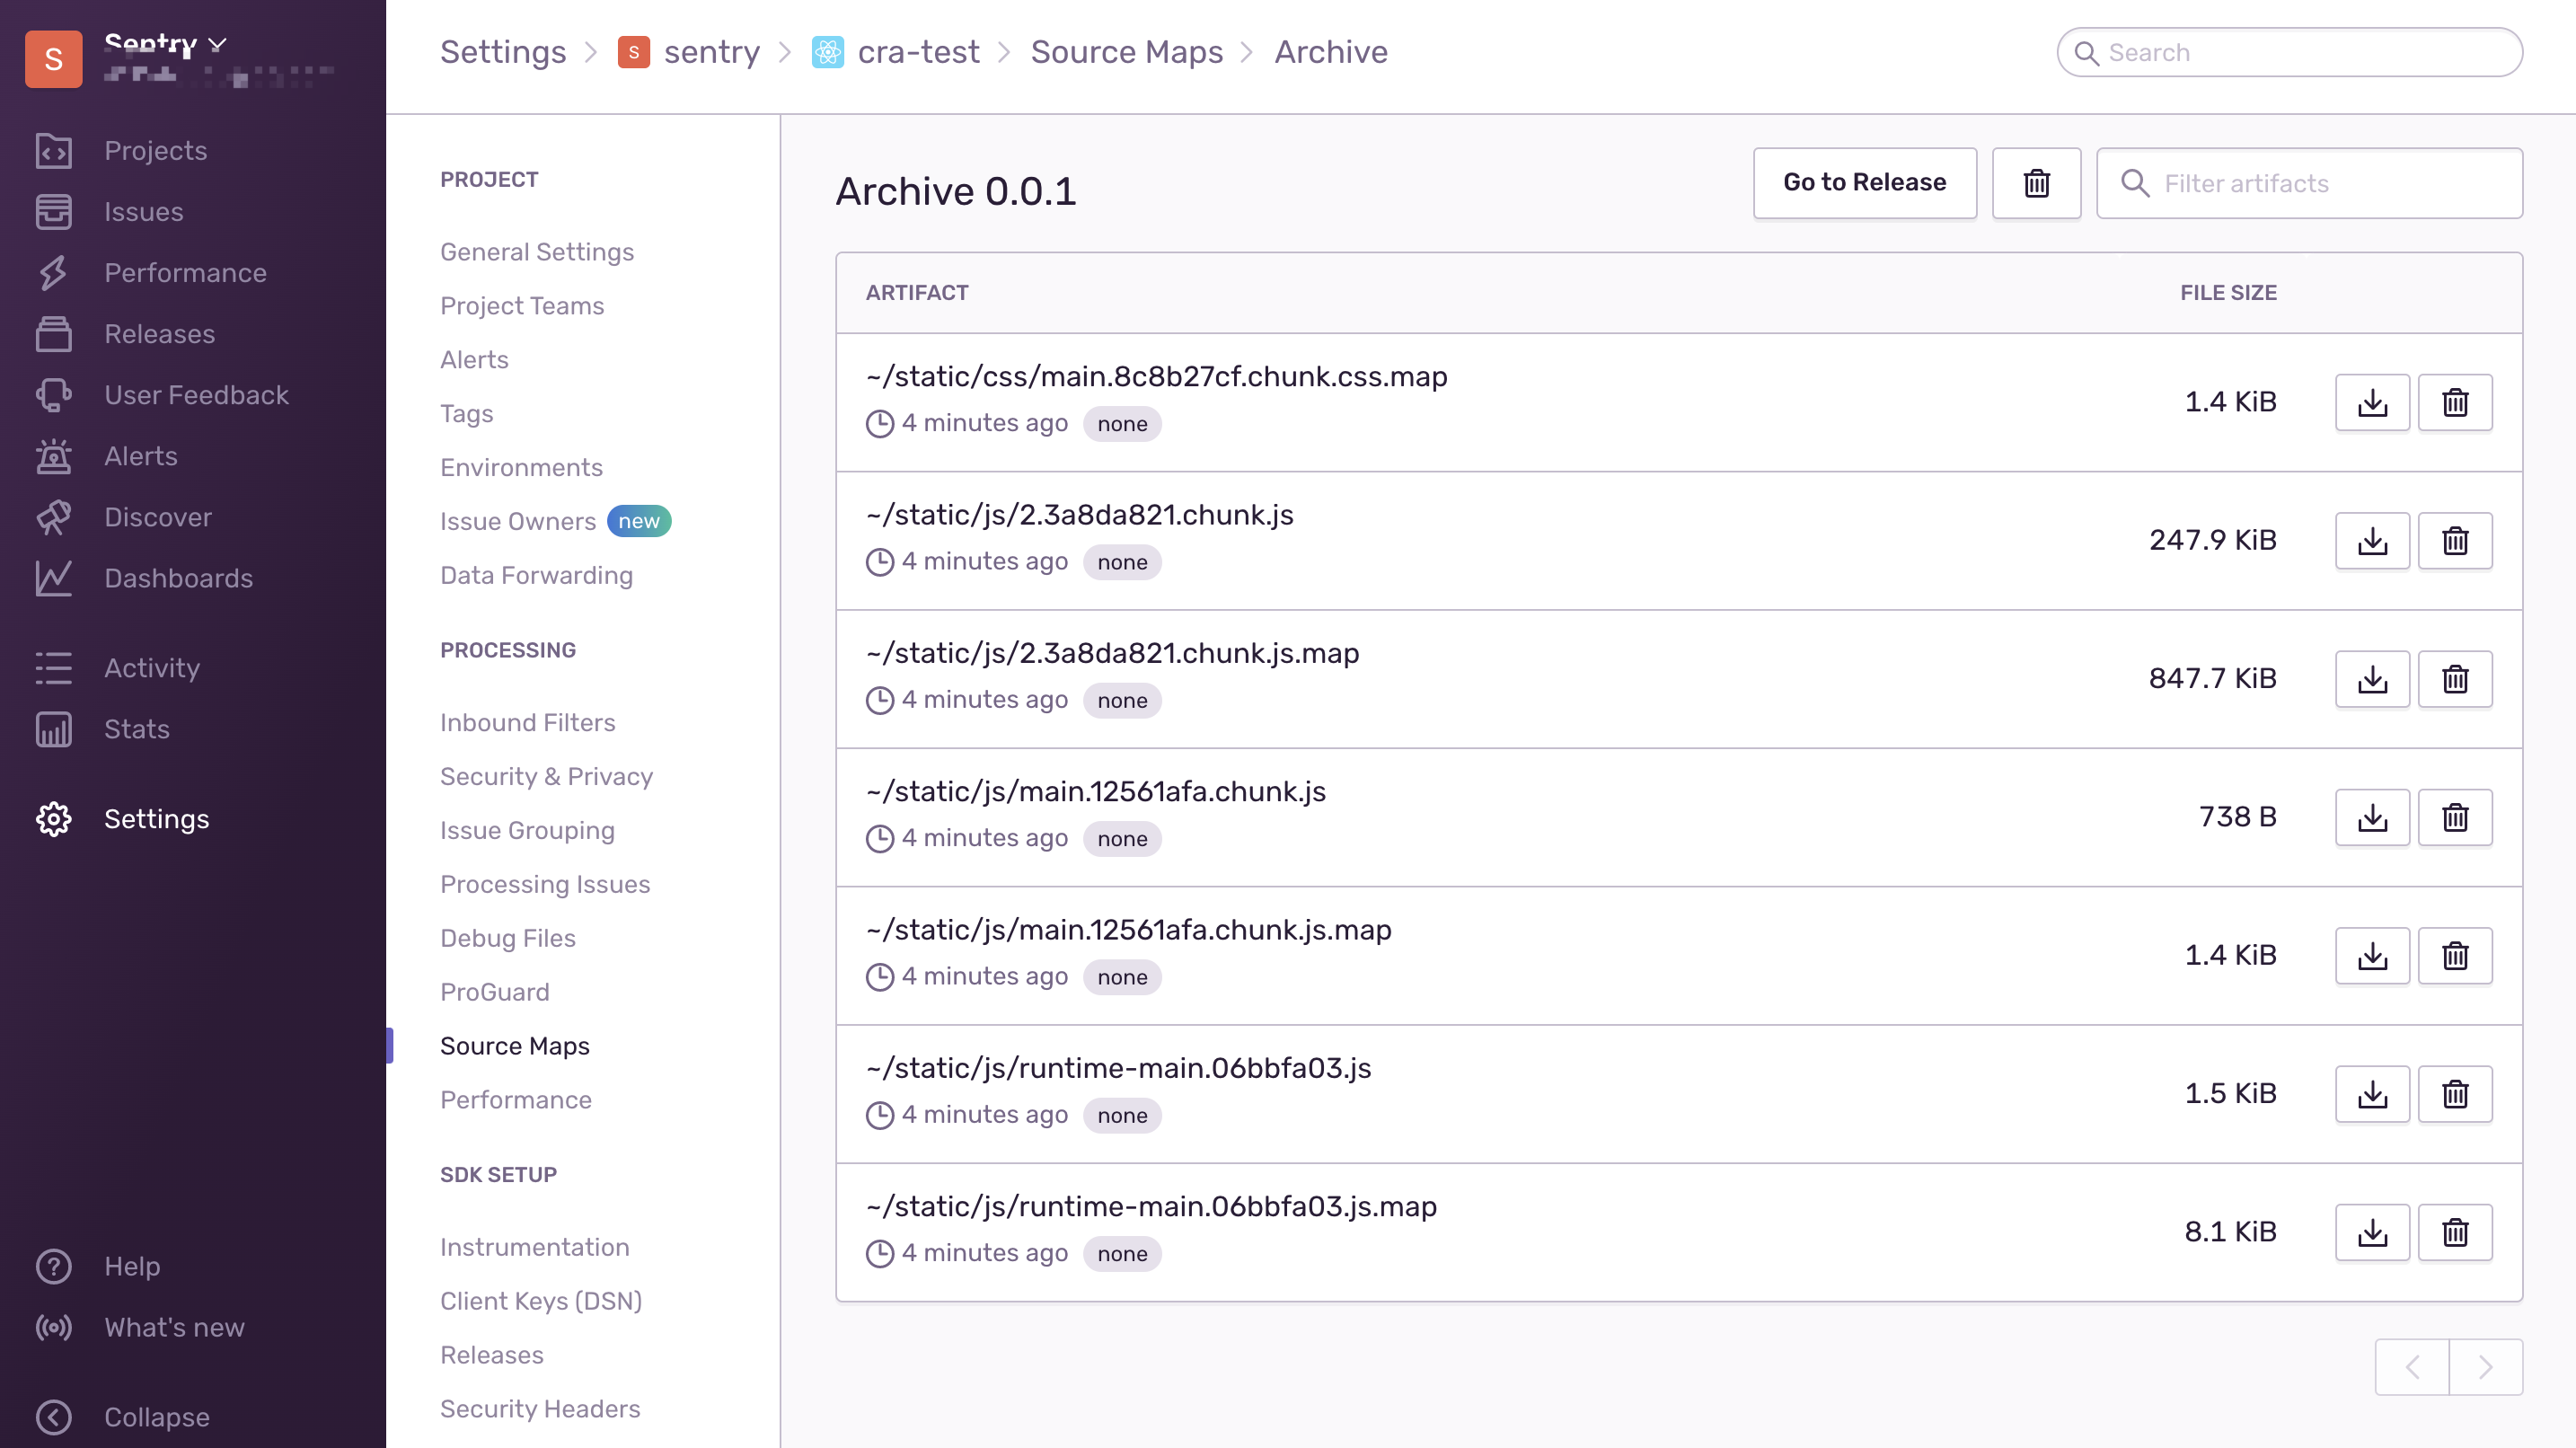 S Sentry
Projects
Issues
Performance
Releases
User Feedback
Alerts
Discover
Dashboards
Activity
Stats
Settings
Help
What's new
Collapse
Settings S sentry cra-test Source Maps Archive
Search
PROJECT
General Settings
Project Teams
Alerts
Tags
Environments
Issue Owners new
Data Forwarding
PROCESSING
Inbound Filters
Security & Privacy
Issue Grouping
Processing Issues
Debug Files
ProGuard
Source Maps
Performance
SDK SETUP
Instrumentation
Client Keys (DSN)
Releases
Security Headers
Archive 0.0.1
Go to Release
Filter artifacts
ARTIFACT FILE SIZE
~/static/css/main.8c8b27cf.chunk.css.map
4 minutes ago none
1.4 KiB
~/static/js/2.3a8da821.chunk.js
4 minutes ago none
247.9 KiB
~/static/js/2.3a8da821.chunk.js.map
4 minutes ago none
847.7 KiB
~/static/js/main.12561afa.chunk.js
4 minutes ago none
738 B
~/static/js/main.12561afa.chunk.js.map
4 minutes ago none
1.4 KiB
~/static/js/runtime-main.06bbfa03.js
4 minutes ago none
1.5 KiB
~/static/js/runtime-main.06bbfa03.js.map
4 minutes ago none
8.1 KiB